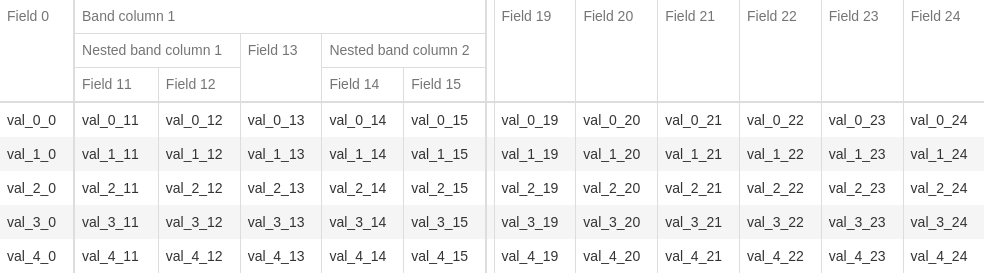 Field 0 Band column 1 Field 19 Field 20 Field 21 Field 22 Field 23 Field 24
Nested band column 1 Field 13 Nested band column 2
Field 11 Field 12 Field 14 Field 15
val_0_0 val_0_11 val_0_12 val_0_13 val_0_14 val_0_15 val_0_19 val_0_20 val_0_21 val_0_22 val_0_23 val_0_24
val_1_0 val_1_11 val_1_12 val_1_13 val_1_14 val_1_15 val_1_19 val_1_20 val_1_21 val_1_22 val_1_23 val_1_24
val_2_0 val_2_11 val_2_12 val_2_13 val_2_14 val_2_15 val_2_19 val_2_20 val_2_21 val_2_22 val_2_23 val_2_24
val_3_0 val_3_11 val_3_12 val_3_13 val_3_14 val_3_15 val_3_19 val_3_20 val_3_21 val_3_22 val_3_23 val_3_24
val_4_0 val_4_11 val_4_12 val_4_13 val_4_14 val_4_15 val_4_19 val_4_20 val_4_21 val_4_22 val_4_23 val_4_24